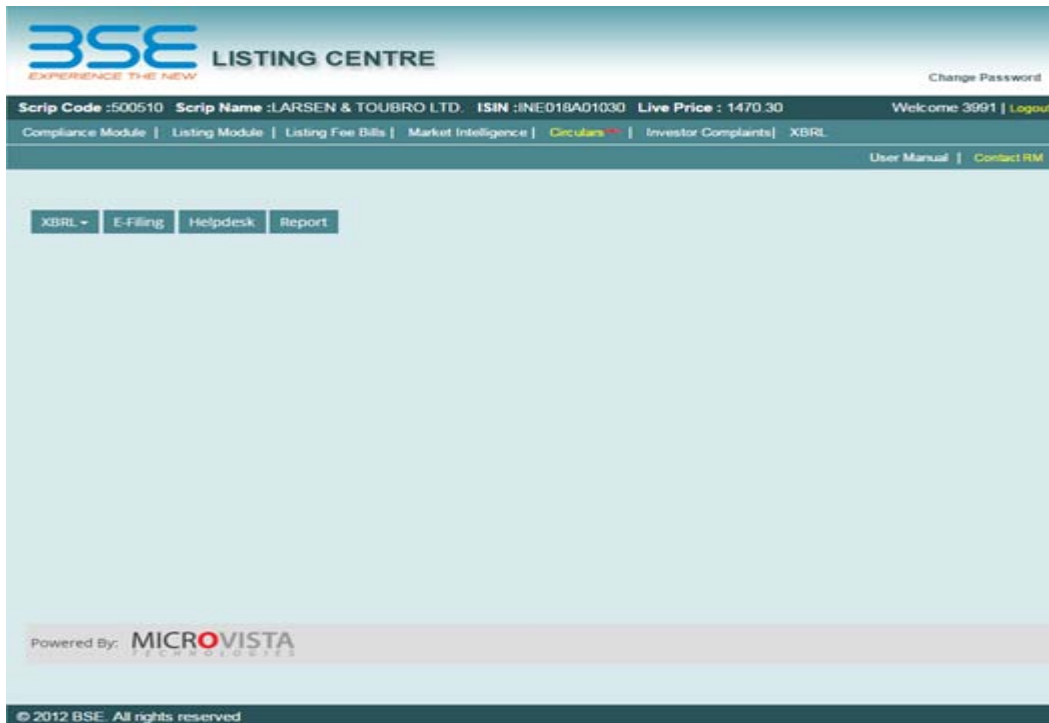 BSE LISTING CENTRE
EXPERIENCE THE NEW
Change Password
Scrip Code :500510 Scrip Name :LARSEN & TOUBRO LTD. ISIN :INE018A01030 Live Price : 1470.30 Welcome 3991 | Logout
Compliance Module | Listing Module | Listing Fee Bills | Market Intelligence | Circulars | Investor Complaints | XBRL
User Manual | Contact RM
XBRL E-Filing Helpdesk Report
Powered By: MICROVISTA
TECHNOLOGIES
© 2012 BSE. All rights reserved